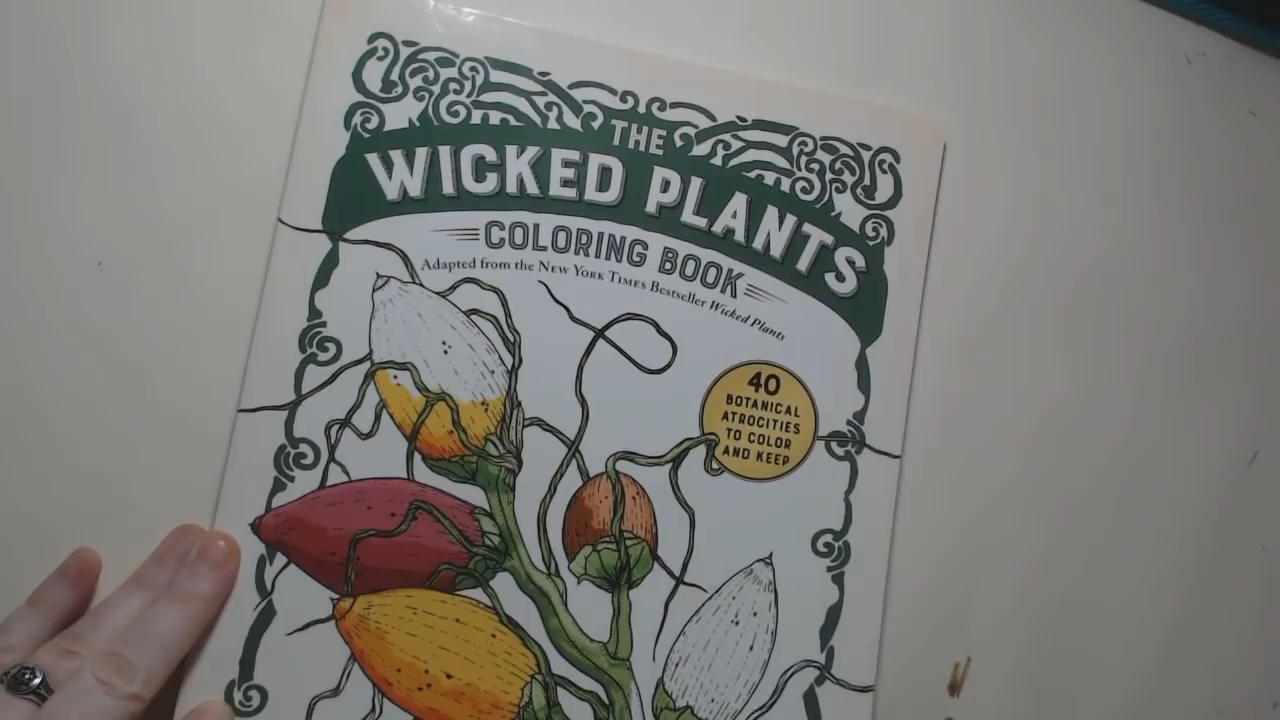 THE
WICKED PLANTS
COLORING BOOK
Adapted from the NEW YORK TIMES Bestseller Wicked Plants
40
BOTANICAL
ATROCITIES
TO COLOR
AND KEEP